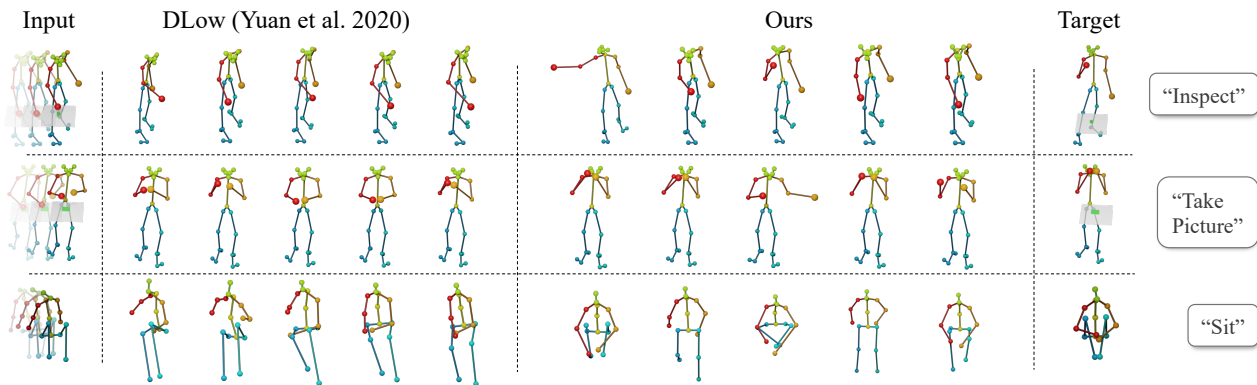 Input
DLow (Yuan et al. 2020)
Ours
Target
“Inspect”
“Take
Picture”
“Sit”